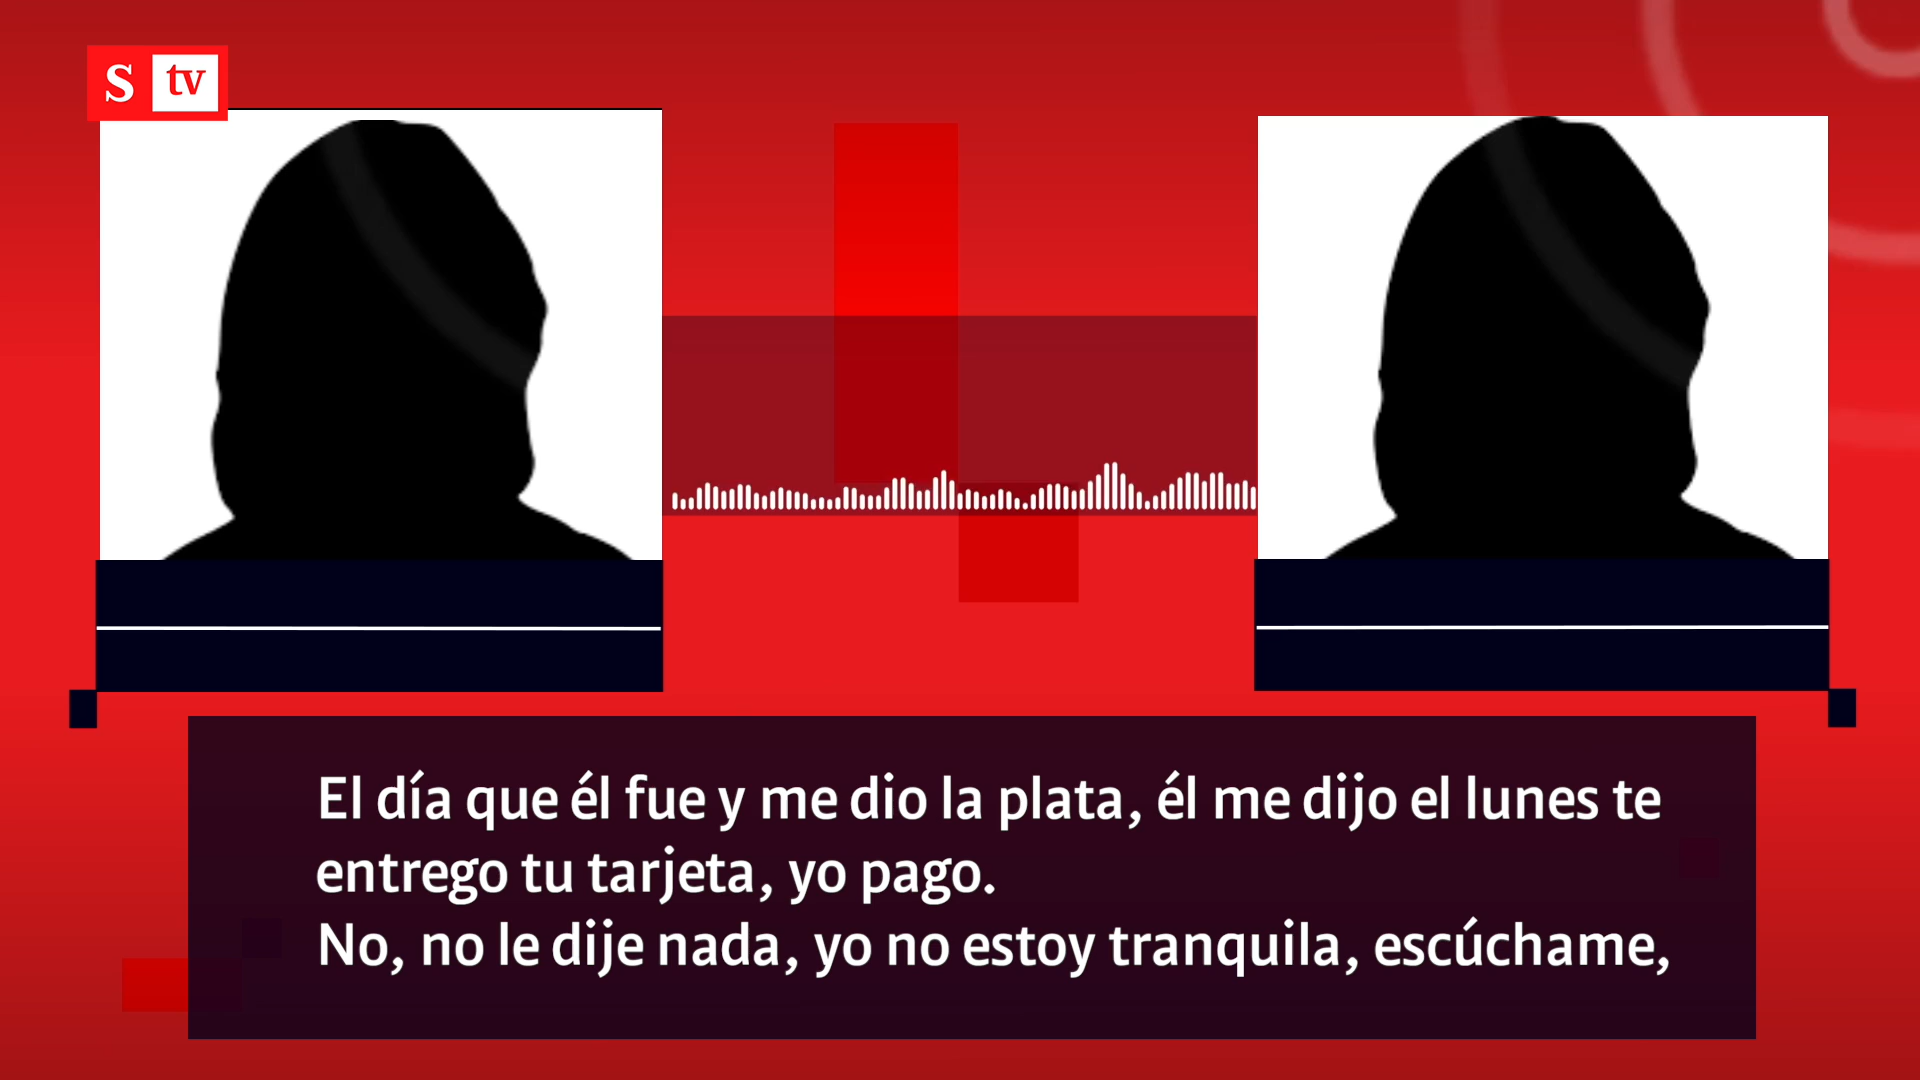 S tv
El día que él fue y me dio la plata, él me dijo el lunes te
entrego tu tarjeta, yo pago.
No, no le dije nada, yo no estoy tranquila, escúchame,